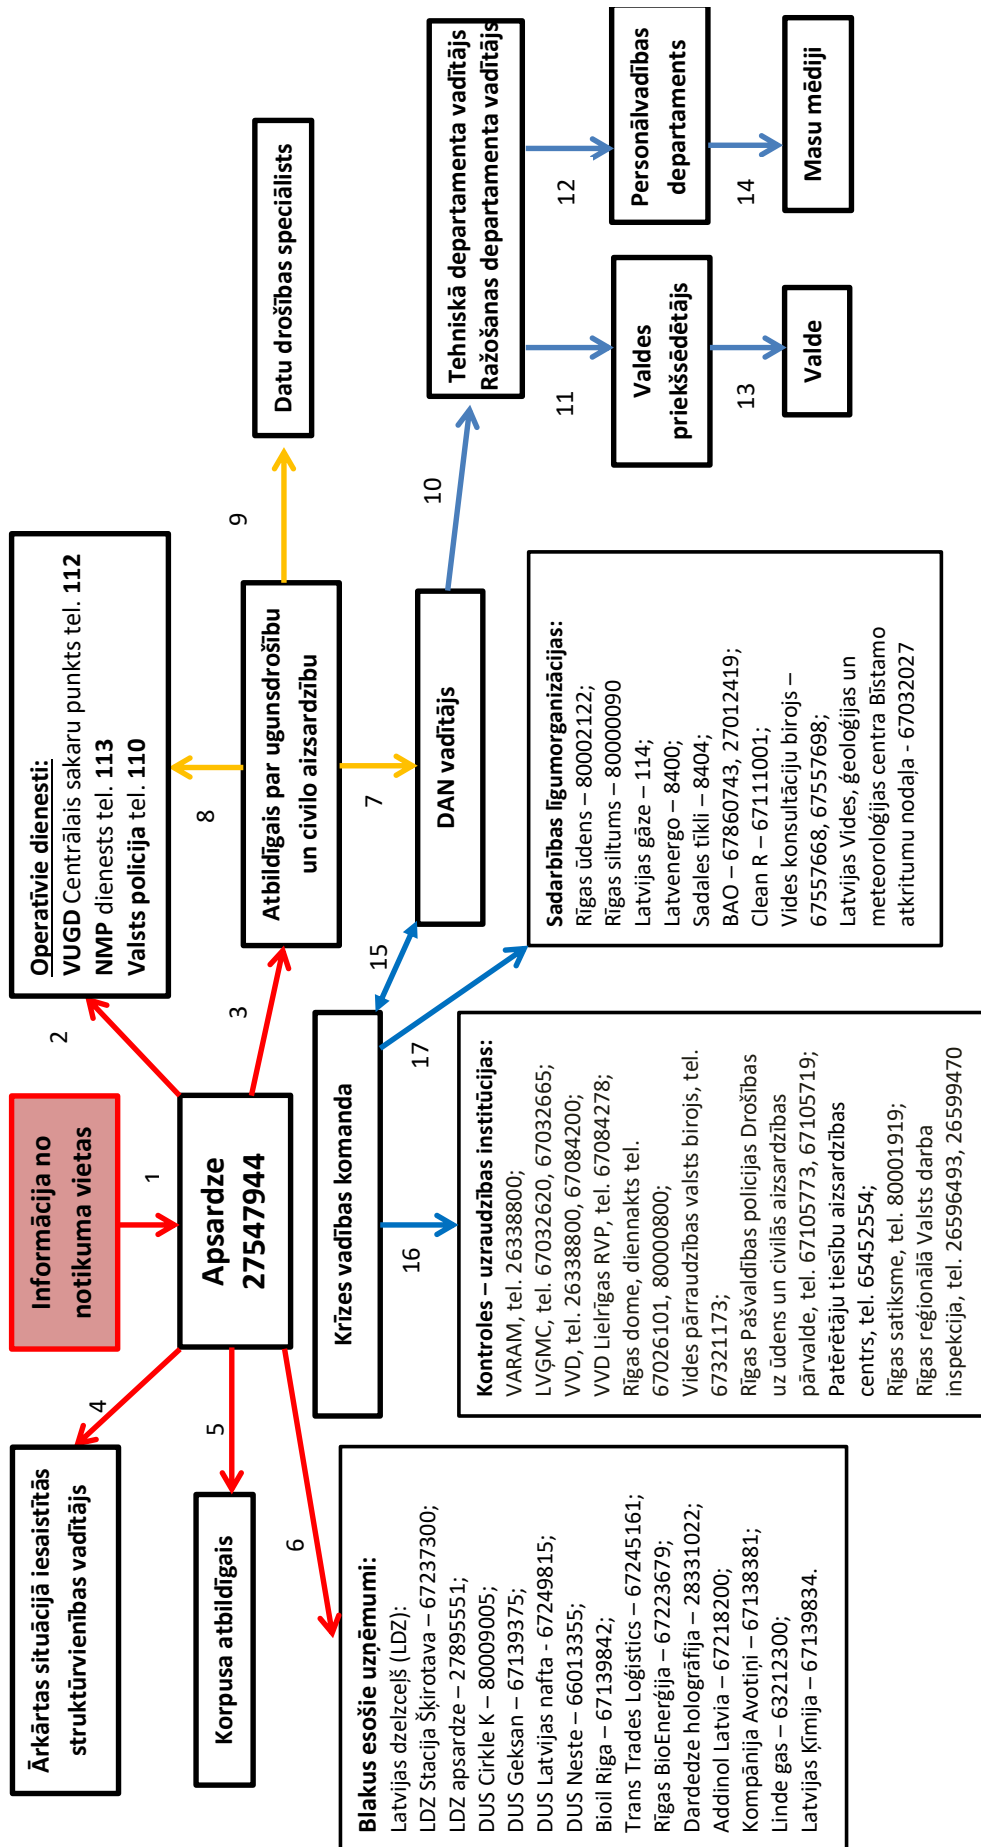 Informācija no
notikuma vietas
1
Apsardze
27547944
2
Operatīvie dienesti:
VUGD Centrālais sakaru punkts tel. 112
NMP dienests tel. 113
Valsts policija tel. 110
3
Atbildīgais par ugunsdrošību
un civilo aizsardzību
4
Ārkārtas situācijā iesaistītās
struktūrvienības vadītājs
5
Korpusa atbildīgais
6
Blakus esošie uzņēmumi:
Latvijas dzelzceļš (LDZ):
LDZ Stacija Šķirotava – 67237300;
LDZ apsardze – 27895551;
DUS Cirkle K – 80009005;
DUS Geksan – 67139375;
DUS Latvijas nafta - 67249815;
DUS Neste – 66013355;
Bioil Riga – 67139842;
Trans Trades Loģistics – 67245161;
Rīgas BioEnerģija – 67223679;
Dardedze hologrāfija – 28331022;
Addinol Latvia – 67218200;
Kompānija Avotiņi – 67138381;
Linde gas – 63212300;
Latvijas Ķīmija – 67139834.
7
DAN vadītājs
8
9
Datu drošības speciālists
10
Tehniskā departamenta vadītājs
Ražošanas departamenta vadītājs
11
Valdes
priekšsēdētājs
12
Personālvadības
departaments
13
Valde
14
Masu mēdiji
15
Krīzes vadības komanda
16
Kontroles – uzraudzības institūcijas:
VARAM, tel. 26338800;
LVĢMC, tel. 67032620, 67032665;
VVD, tel. 26338800, 67084200;
VVD Lielrīgas RVP, tel. 67084278;
Rīgas dome, diennakts tel.
67026101, 80000800;
Vides pārraudzības valsts birojs, tel.
67321173;
Rīgas Pašvaldības policijas Drošības
uz ūdens un civilās aizsardzības
pārvalde, tel. 67105773, 67105719;
Patērētāju tiesību aizsardzības
centrs, tel. 65452554;
Rīgas satiksme, tel. 80001919;
Rīgas reģionālā Valsts darba
inspekcija, tel. 26596493, 26599470
17
Sadarbības līgumorganizācijas:
Rīgas ūdens – 80002122;
Rīgas siltums – 80000090
Latvijas gāze – 114;
Latvenergo – 8400;
Sadales tīkli – 8404;
BAO – 67860743, 27012419;
Clean R – 67111001;
Vides konsultāciju birojs –
67557668, 67557698;
Latvijas Vides, ģeoloģijas un
meteoroloģijas centra Bīstamo
atkritumu nodaļa - 67032027